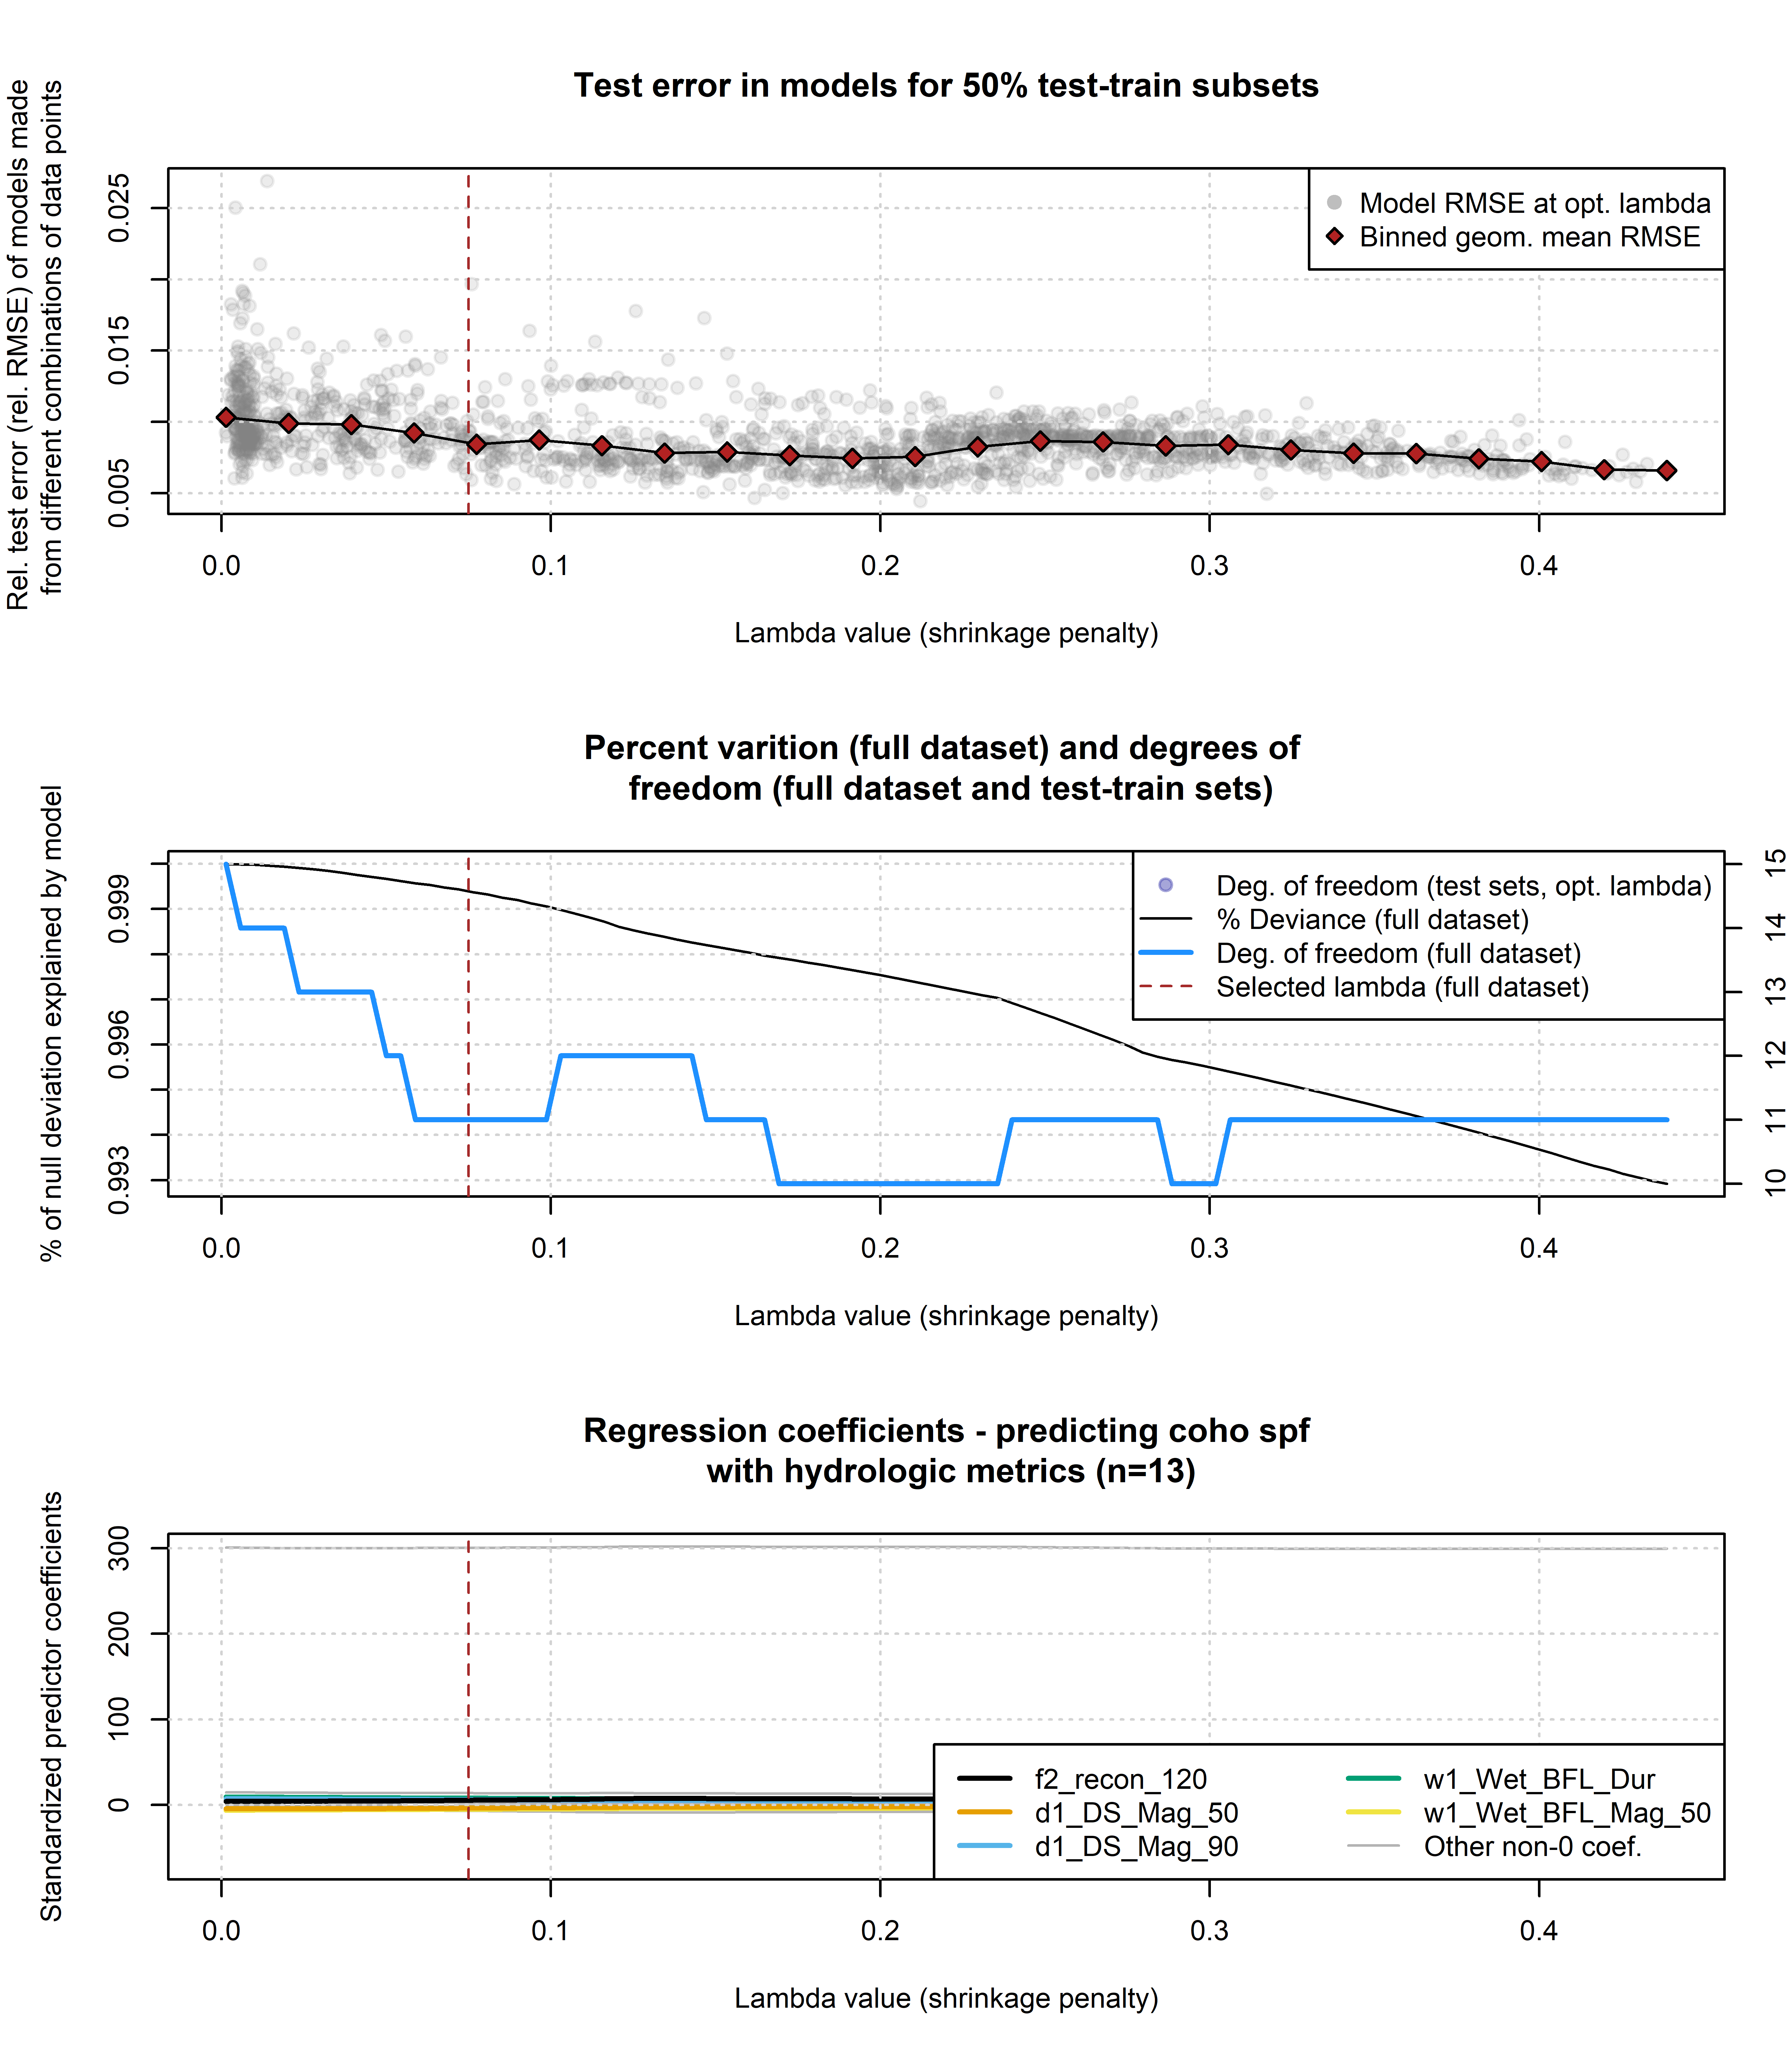 Test error in models for 50% test-train subsets
Rel. test error (rel. RMSE) of models made
from different combinations of data points
0.025
0.015
0.005
Model RMSE at opt. lambda
Binned geom. mean RMSE
0.0 0.1 0.2 0.3 0.4
Lambda value (shrinkage penalty)
Percent varition (full dataset) and degrees of
freedom (full dataset and test-train sets)
% of null deviation explained by model
0.999
0.996
0.993
Deg. of freedom (test sets, opt. lambda)
% Deviance (full dataset)
Deg. of freedom (full dataset)
Selected lambda (full dataset)
15
14
13
12
11
10
0.0 0.1 0.2 0.3 0.4
Lambda value (shrinkage penalty)
Regression coefficients - predicting coho spf
with hydrologic metrics (n=13)
Standardized predictor coefficients
300
200
100
0
f2_recon_120
d1_DS_Mag_50
d1_DS_Mag_90
w1_Wet_BFL_Dur
w1_Wet_BFL_Mag_50
Other non-0 coef.
0.0 0.1 0.2 0.3 0.4
Lambda value (shrinkage penalty)